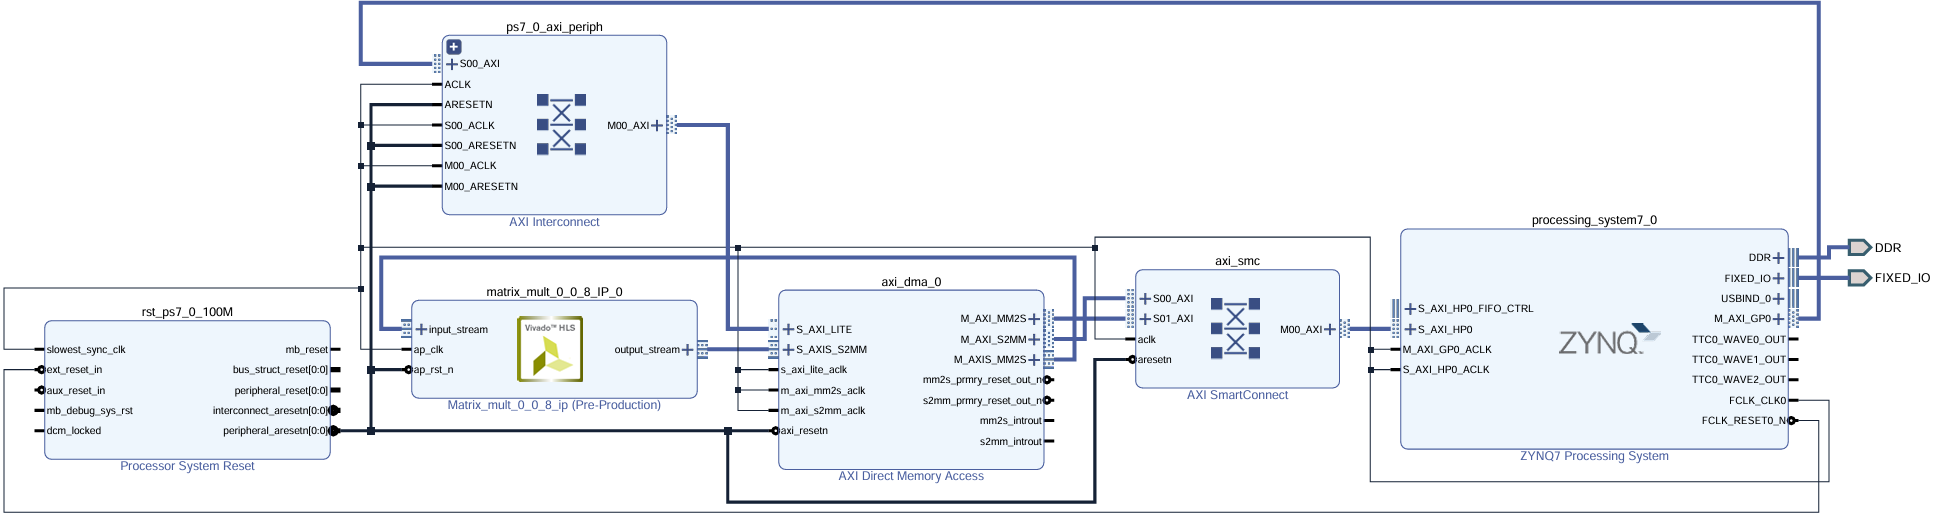 ps7_0_axi_periph
S00_AXI
ACLK
ARESETN
S00_ACLK
S00_ARESETN
M00_ACLK
M00_ARESETN
M00_AXI
AXI Interconnect
rst_ps7_0_100M
slowest_sync_clk
ext_reset_in
aux_reset_in
mb_debug_sys_rst
dcm_locked
mb_reset
bus_struct_reset[0:0]
peripheral_reset[0:0]
interconnect_aresetn[0:0]
peripheral_aresetn[0:0]
Processor System Reset
matrix_mult_0_0_8_IP_0
input_stream
ap_clk
ap_rst_n
Vivado™ HLS
output_stream
Matrix_mult_0_0_8_ip (Pre-Production)
axi_dma_0
S_AXI_LITE
S_AXIS_S2MM
s_axi_lite_aclk
m_axi_mm2s_aclk
m_axi_s2mm_aclk
axi_resetn
M_AXI_MM2S
M_AXI_S2MM
M_AXIS_MM2S
mm2s_prmry_reset_out_n
s2mm_prmry_reset_out_n
mm2s_introut
s2mm_introut
AXI Direct Memory Access
axi_smc
S00_AXI
S01_AXI
aclk
aresetn
M00_AXI
AXI SmartConnect
processing_system7_0
S_AXI_HP0_FIFO_CTRL
S_AXI_HP0
M_AXI_GP0_ACLK
S_AXI_HP0_ACLK
ZYNQ
DDR
FIXED_IO
USBIND_0
M_AXI_GP0
TTC0_WAVE0_OUT
TTC0_WAVE1_OUT
TTC0_WAVE2_OUT
FCLK_CLK0
FCLK_RESET0_N
ZYNQ7 Processing System
DDR
FIXED_IO